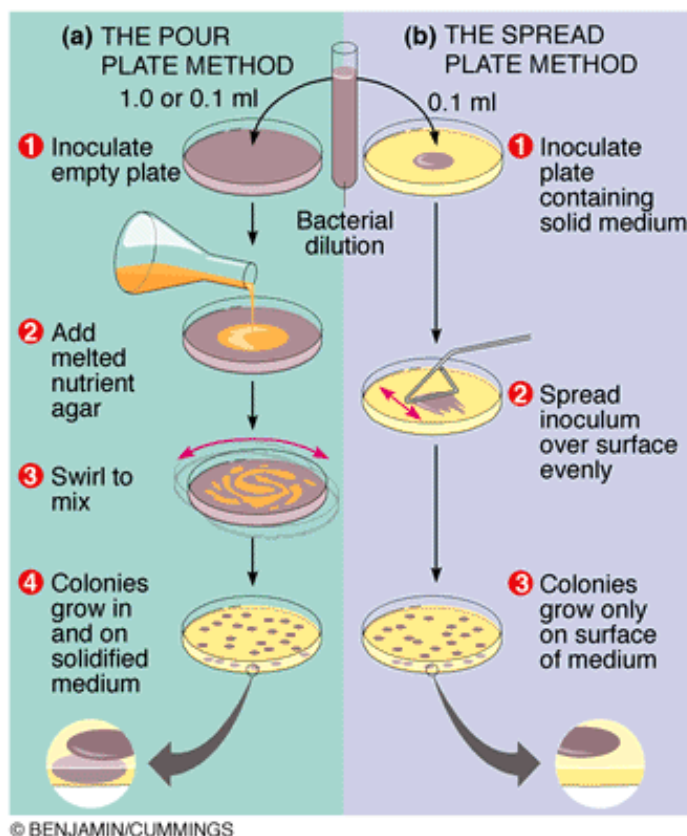 (a) THE POUR
PLATE METHOD
1.0 or 0.1 ml
1 Inoculate
empty plate
2 Add
melted
nutrient
agar
3 Swirl to
mix
4 Colonies
grow in
and on
solidified
medium
Bacterial
dilution
(b) THE SPREAD
PLATE METHOD
0.1 ml
1 Inoculate
plate
containing
solid medium
2 Spread
inoculum
over surface
evenly
3 Colonies
grow only
on surface
of medium
© BENJAMIN/CUMMINGS